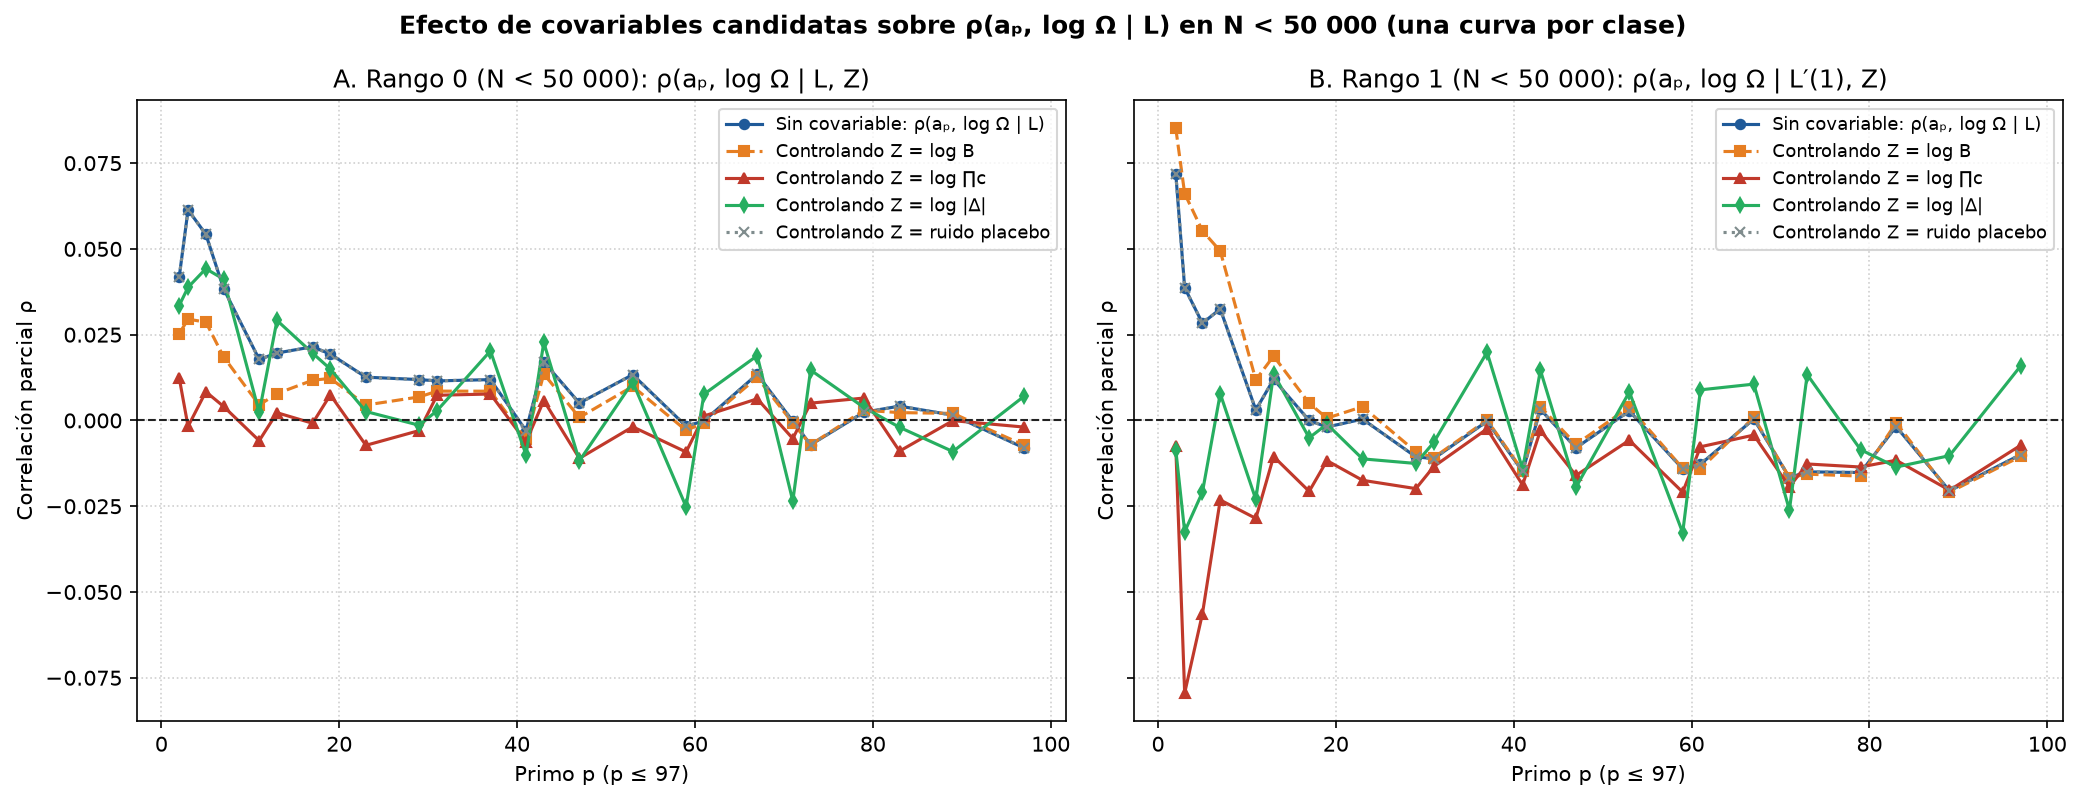 Efecto de covariables candidatas sobre ρ(aₚ, log Ω | L) en N < 50 000 (una curva por clase)
A. Rango 0 (N < 50 000): ρ(aₚ, log Ω | L, Z)
Sin covariable: ρ(aₚ, log Ω | L)
Controlando Z = log B
Controlando Z = log ∏c
Controlando Z = log |Δ|
Controlando Z = ruido placebo
Correlación parcial ρ
0.075
0.050
0.025
0.000
−0.025
−0.050
−0.075
0 20 40 60 80 100
Primo p (p ≤ 97)
B. Rango 1 (N < 50 000): ρ(aₚ, log Ω | L′(1), Z)
Sin covariable: ρ(aₚ, log Ω | L)
Controlando Z = log B
Controlando Z = log ∏c
Controlando Z = log |Δ|
Controlando Z = ruido placebo
Correlación parcial ρ
0 20 40 60 80 100
Primo p (p ≤ 97)